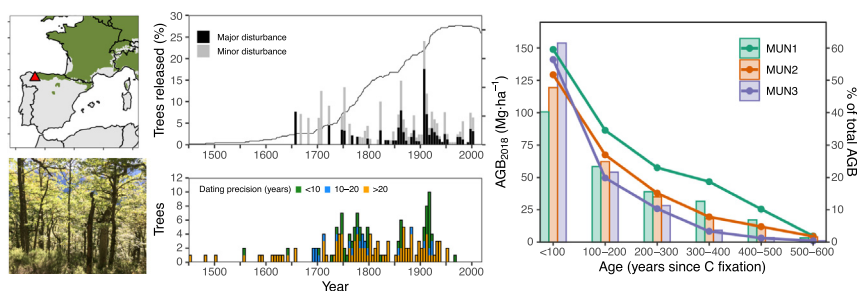 Trees released (%)
30
25
20
15
10
5
0
Major disturbance
Minor disturbance
1500 1600 1700 1800 1900 2000
Trees
12
10
8
6
4
2
0
Dating precision (years) <10 10–20 >20
1500 1600 1700 1800 1900 2000
Year
AGB2018 (Mg·ha−1)
150
125
100
75
50
25
0
MUN1
MUN2
MUN3
60
50
40
30
20
10
0
% of total AGB
<100 100–200 200–300 300–400 400–500 500–600
Age (years since C fixation)